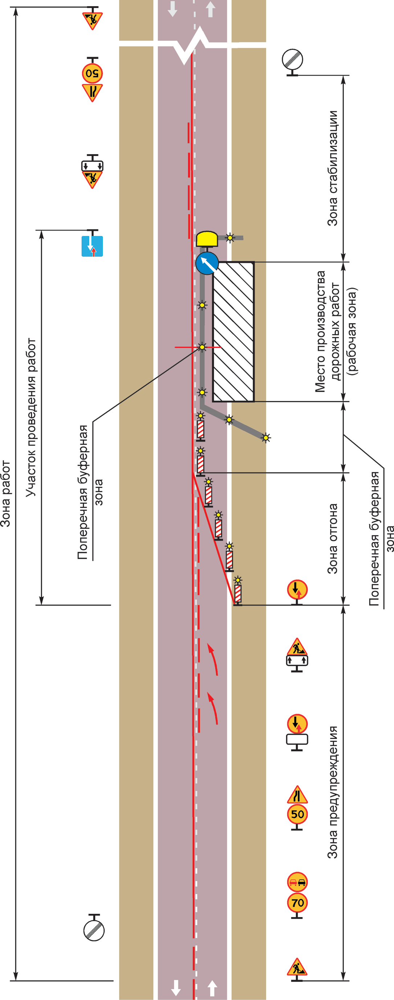 Зона работ
Участок проведения работ
Поперечная буферная
зона
50
Зона стабилизации
Место производства
дорожных работ
(рабочая зона)
Поперечная буферная
зона
Зона отгона
Зона предупреждения
50
70